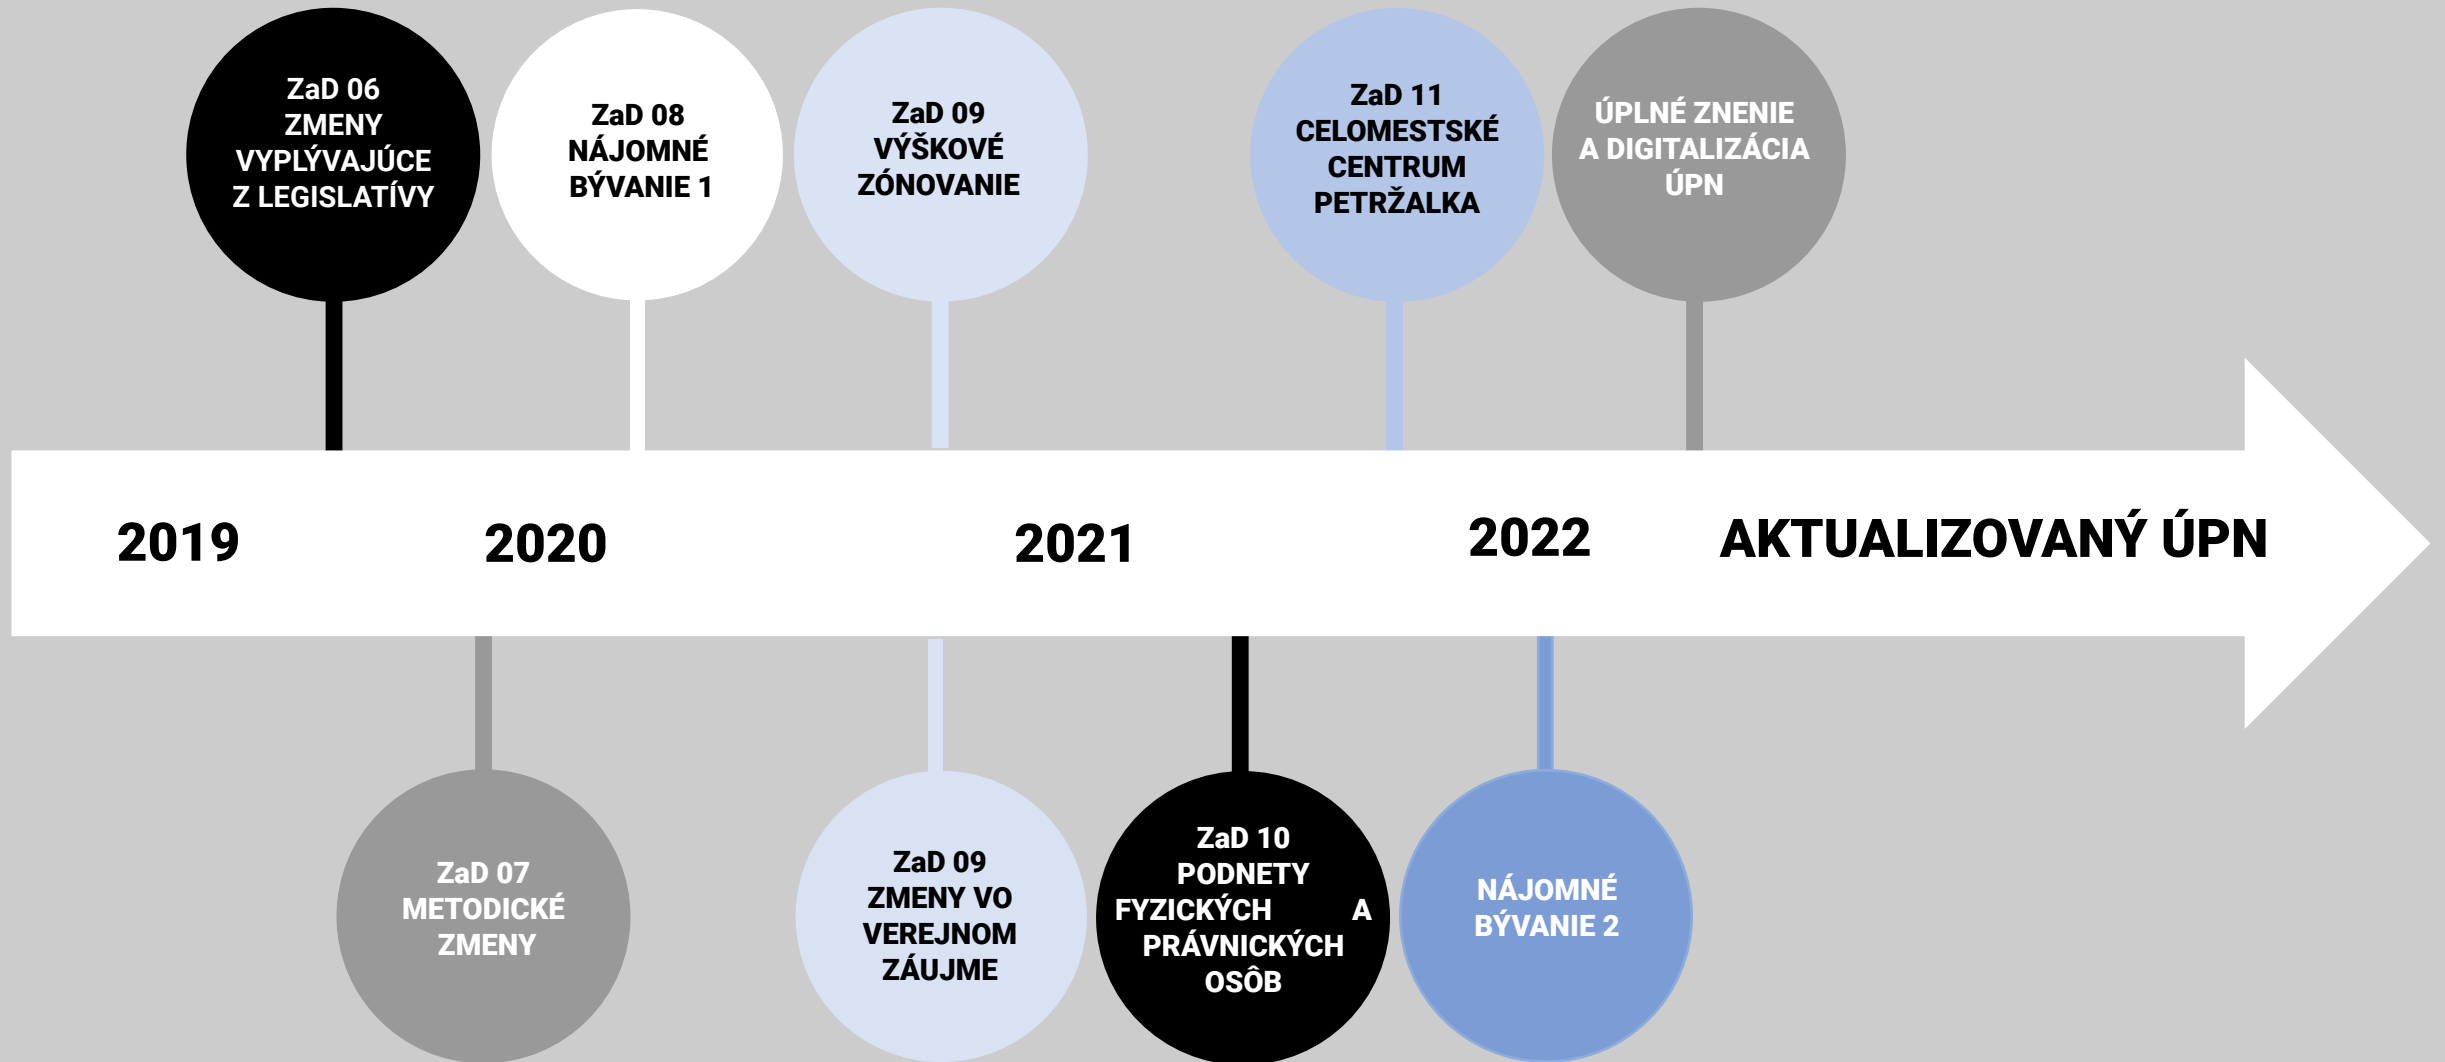 ZaD 06
ZMENY
VYPLÝVAJÚCE
Z LEGISLATÍVY
ZaD 08
NÁJOMNÉ
BÝVANIE 1
ZaD 09
VÝŠKOVÉ
ZÓNOVANIE
ZaD 11
CELOMESTSKÉ
CENTRUM
PETRŽALKA
ÚPLNÉ ZNENIE
A DIGITALIZÁCIA
ÚPN
2019
2020
2021
2022
AKTUALIZOVANÝ ÚPN
ZaD 07
METODICKÉ
ZMENY
ZaD 09
ZMENY VO
VEREJNOM
ZÁUJME
ZaD 10
PODNETY
FYZICKÝCH A
PRÁVNICKÝCH
OSÔB
NÁJOMNÉ
BÝVANIE 2